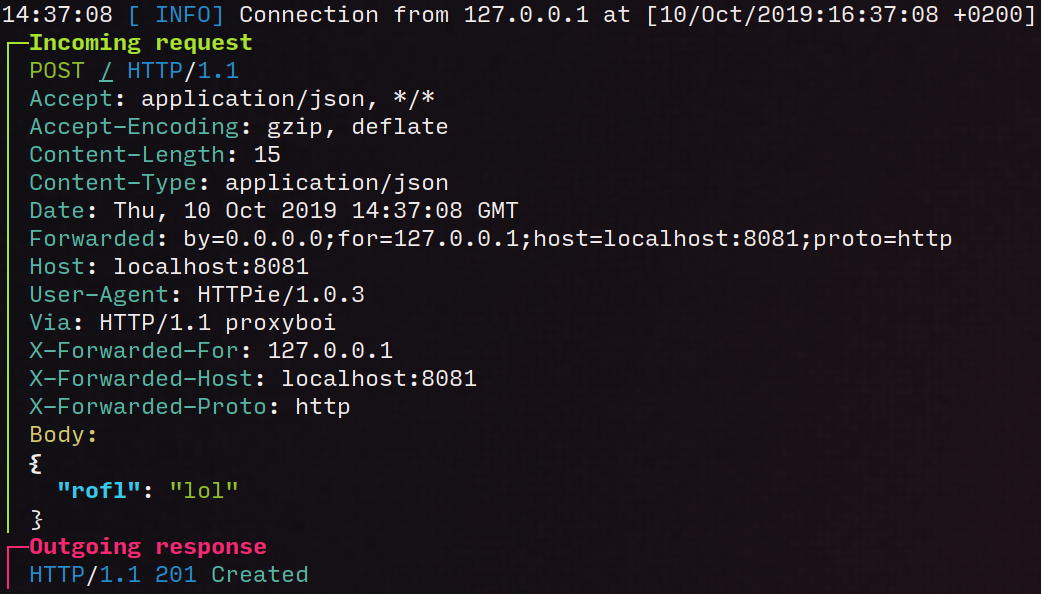 14:37:08 [ INFO] Connection from 127.0.0.1 at [10/Oct/2019:16:37:08 +0200]
Incoming request
POST / HTTP/1.1
Accept: application/json, */*
Accept-Encoding: gzip, deflate
Content-Length: 15
Content-Type: application/json
Date: Thu, 10 Oct 2019 14:37:08 GMT
Forwarded: by=0.0.0.0;for=127.0.0.1;host=localhost:8081;proto=http
Host: localhost:8081
User-Agent: HTTPie/1.0.3
Via: HTTP/1.1 proxyboi
X-Forwarded-For: 127.0.0.1
X-Forwarded-Host: localhost:8081
X-Forwarded-Proto: http
Body:
{
  "rofl": "lol"
}
Outgoing response
HTTP/1.1 201 Created